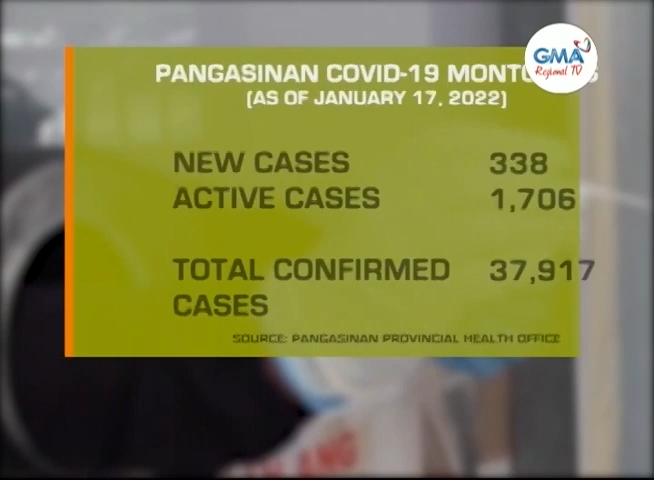 GMA
Regional TV
PANGASINAN COVID-19
(AS OF JANUARY 17, 2022)
NEW CASES 338
ACTIVE CASES 1,706
TOTAL CONFIRMED 37,917
CASES
SOURCE: PANGASINAN PROVINCIAL HEALTH OFFICE
ANG